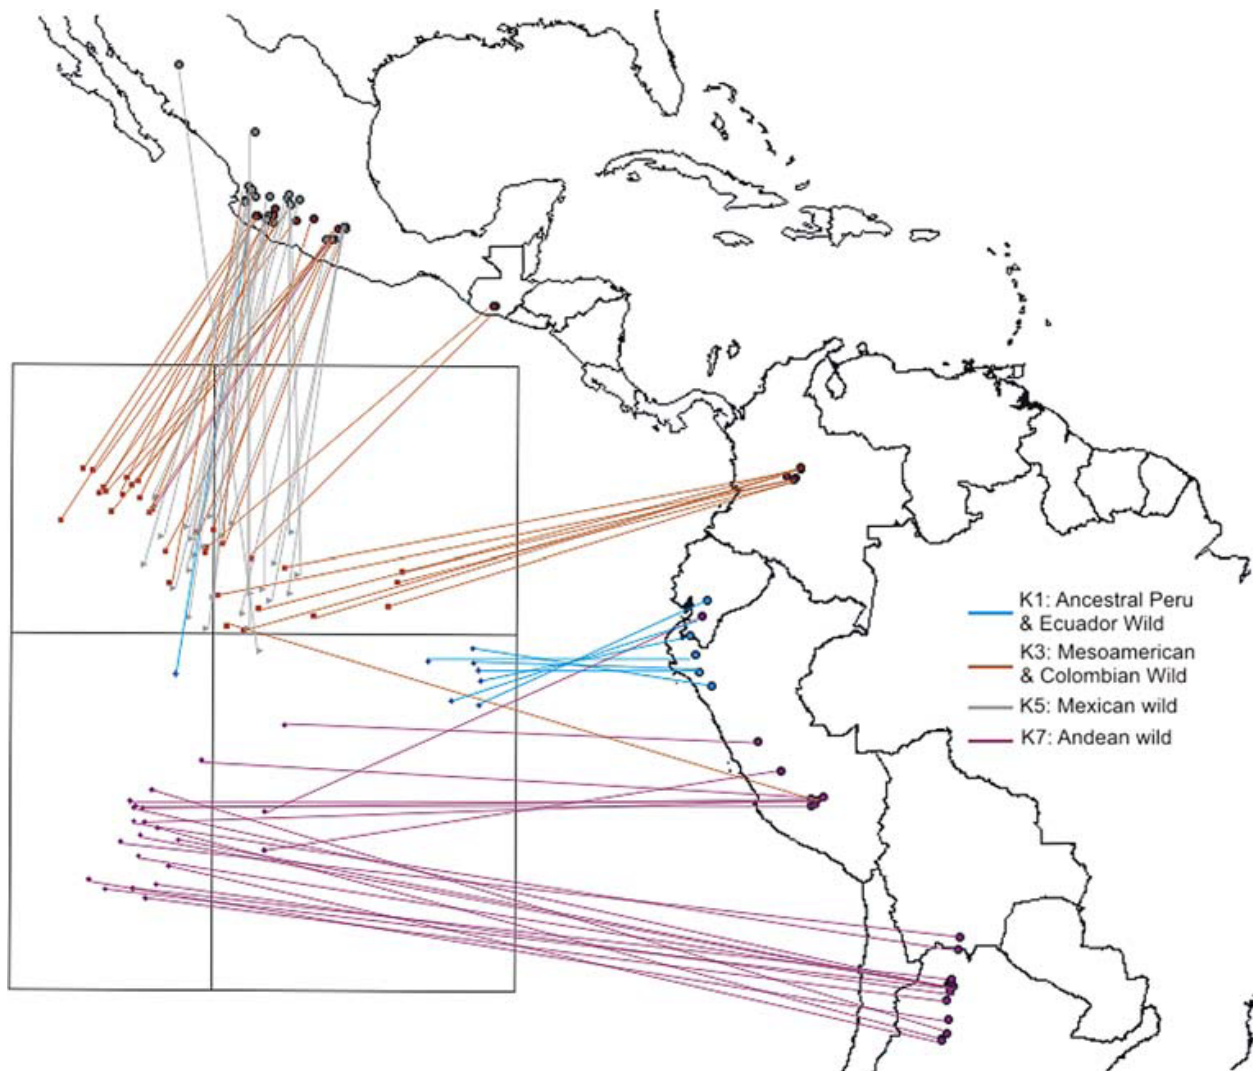 K1: Ancestral Peru
& Ecuador Wild
K3: Mesoamerican
& Colombian Wild
K5: Mexican wild
K7: Andean wild